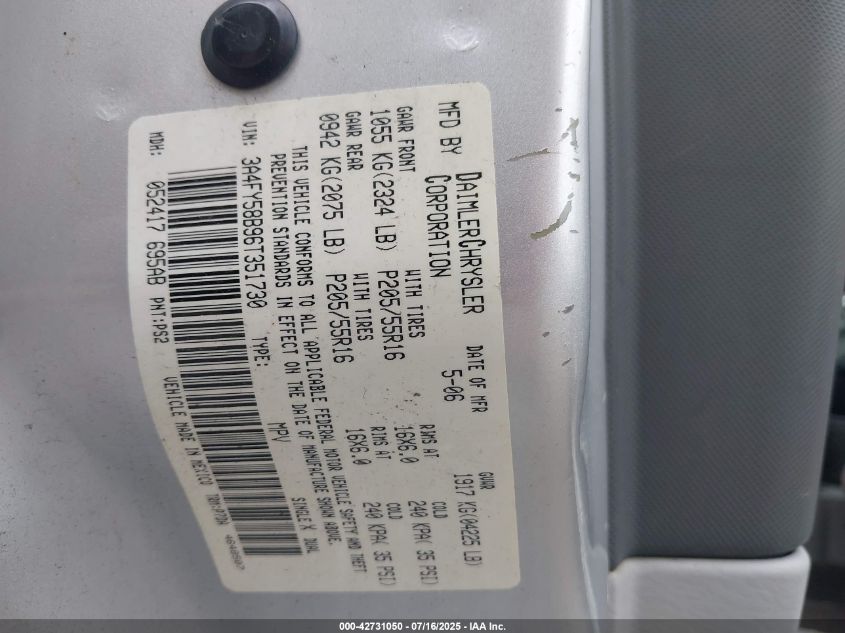 MFD BY DAIMLERCHRYSLER CORPORATION
DATE OF MFR 5-06
GVWR 1917 KG(04225 LB)
GAWR FRONT 1055 KG(2324 LB)
WITH TIRES P205/55R16
RIMS AT 16X6.0
COLD 240 KPA( 35 PSI)
GAWR REAR 0942 KG(2075 LB)
WITH TIRES P205/55R16
RIMS AT 16X6.0
COLD 240 KPA( 35 PSI)
THIS VEHICLE CONFORMS TO ALL APPLICABLE FEDERAL MOTOR VEHICLE SAFETY AND THEFT
PREVENTION STANDARDS IN EFFECT ON THE DATE OF MANUFACTURE SHOWN ABOVE.
VIN: 3A4FY58B96T351730 TYPE: MPV SINGLE X DUAL
MDH: 052417 695AB PNT:PS2
VEHICLE MADE IN MEXICO
000-42731050 - 07/16/2025 - IAA Inc.